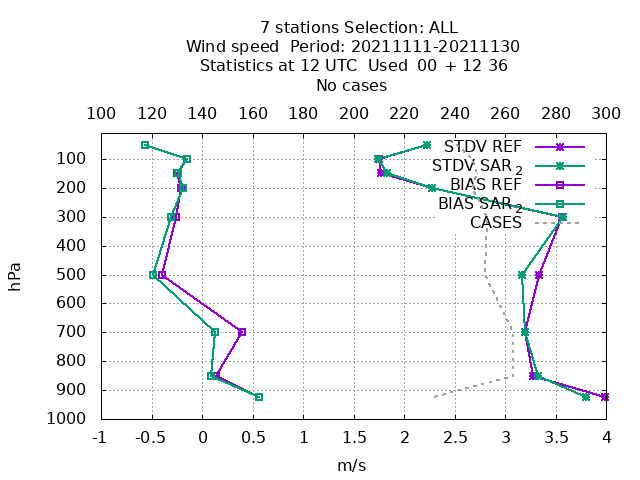 7 stations Selection: ALL
Wind speed  Period: 20211111-20211130
Statistics at 12 UTC  Used  00 + 12 36
No cases
100 120 140 160 180 200 220 240 260 280 300
STDV REF
STDV SAR2
BIAS REF
BIAS SAR2
CASES
100
200
300
400
500
600
700
800
900
1000
hPa
-1 -0.5 0 0.5 1 1.5 2 2.5 3 3.5 4
m/s